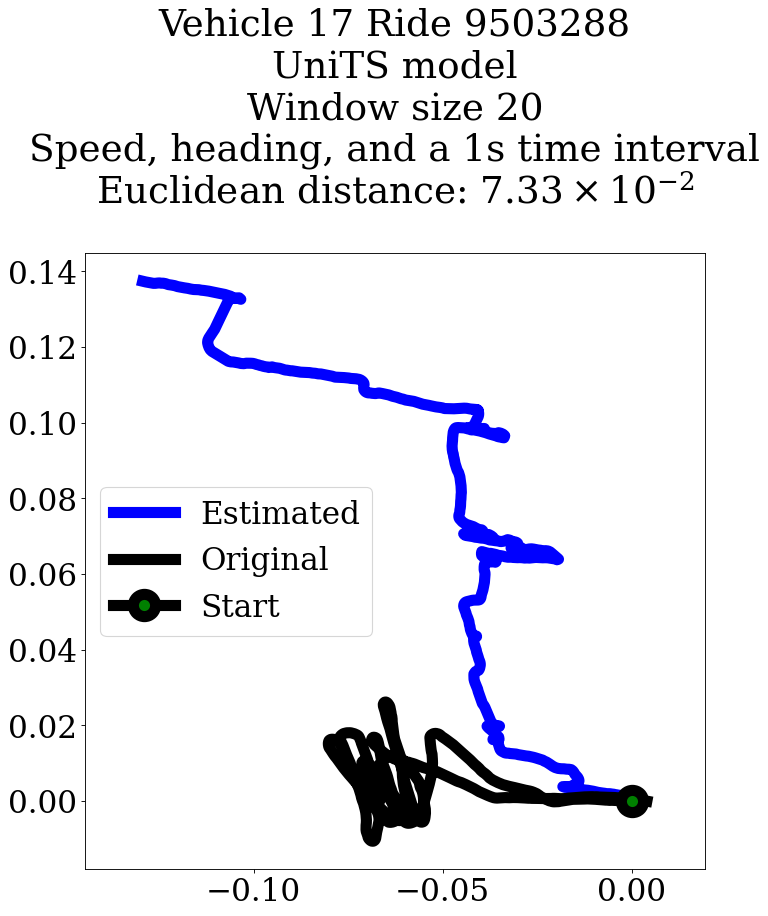 Vehicle 17 Ride 9503288
UniTS model
Window size 20
Speed, heading, and a 1s time interval
Euclidean distance: 7.33 × 10⁻²
0.14
0.12
0.10
0.08
0.06
0.04
0.02
0.00
Estimated
Original
Start
−0.10 −0.05 0.00